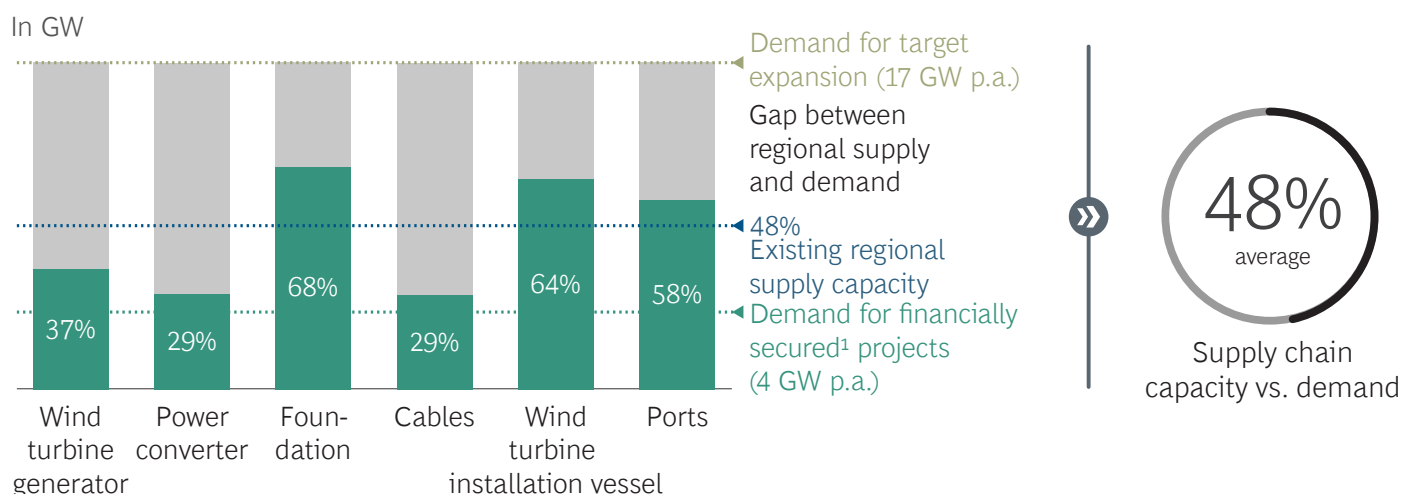 In GW
Demand for target
expansion (17 GW p.a.)
Gap between
regional supply
and demand
48%
Existing regional
supply capacity
Demand for financially
secured¹ projects
(4 GW p.a.)
37%
29%
68%
29%
64%
58%
Wind
turbine
generator
Power
converter
Foun-
dation
Cables
Wind
turbine
installation vessel
Ports
48%
average
Supply chain
capacity vs. demand